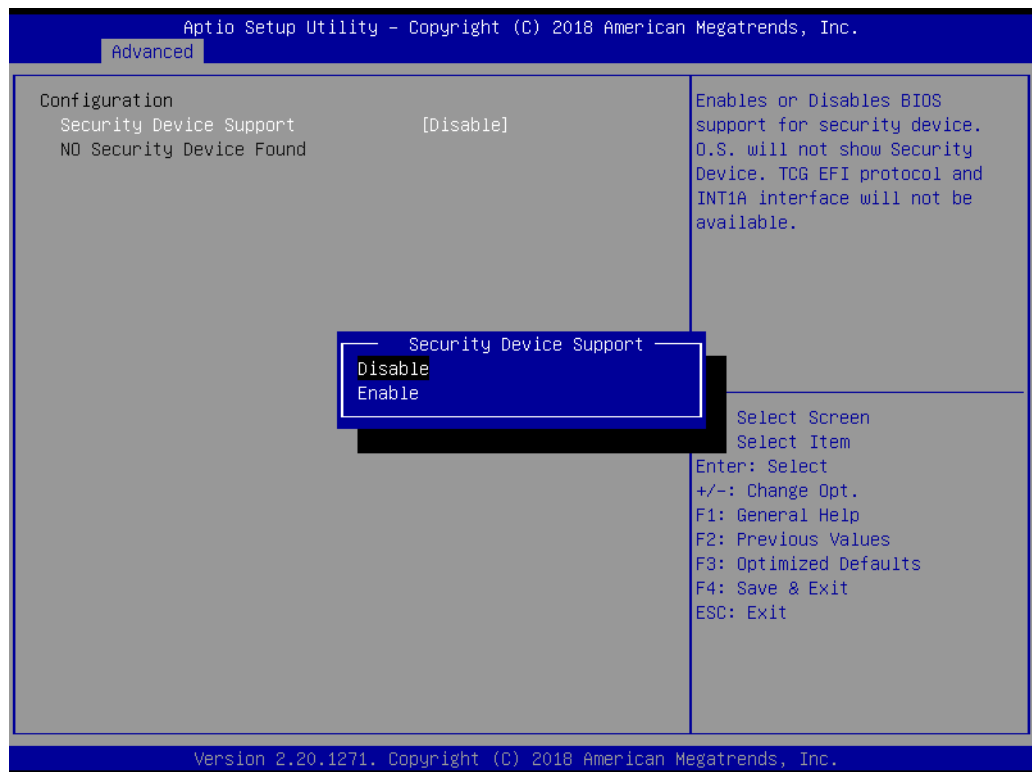 Aptio Setup Utility – Copyright (C) 2018 American Megatrends, Inc.
Advanced
Configuration
Security Device Support [Disable]
NO Security Device Found
Enables or Disables BIOS
support for security device.
O.S. will not show Security
Device. TCG EFI protocol and
INT1A interface will not be
available.
Security Device Support
Disable
Enable
Select Screen
Select Item
Enter: Select
+/-: Change Opt.
F1: General Help
F2: Previous Values
F3: Optimized Defaults
F4: Save & Exit
ESC: Exit
Version 2.20.1271. Copyright (C) 2018 American Megatrends, Inc.